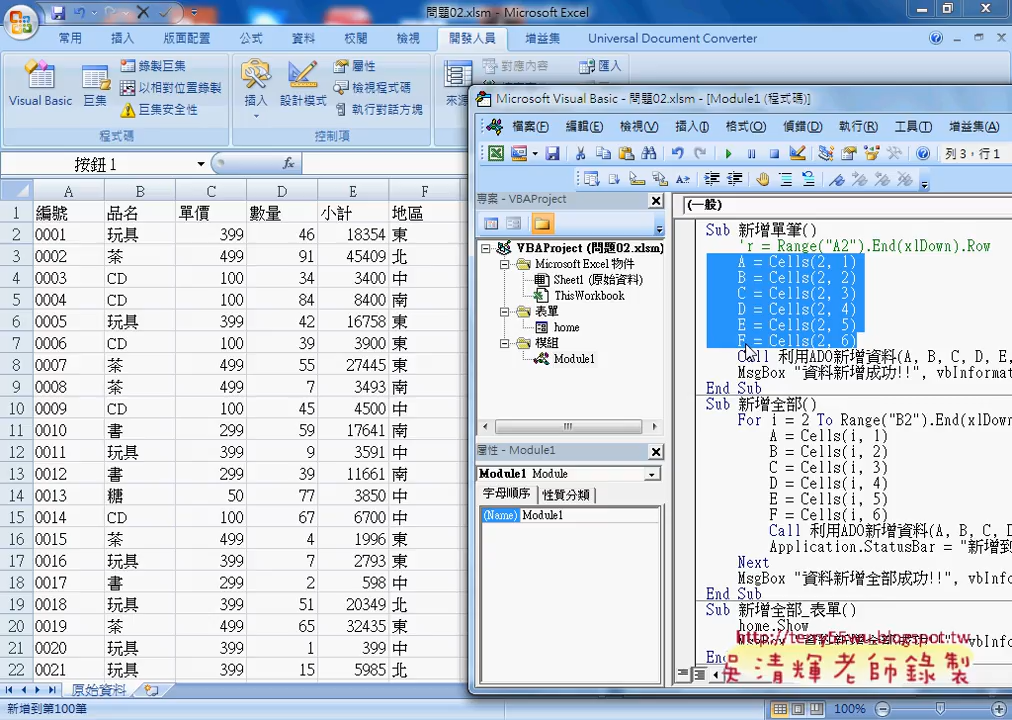 問題02.xlsm - Microsoft Excel
常用 插入 版面配置 公式 資料 校閱 檢視 開發人員 增益集 Universal Document Converter
Visual Basic 巨集 錄製巨集 以相對位置錄製 巨集安全性 程式碼
插入 設計模式 屬性 檢視程式碼 執行對話方塊 控制項
對應內容 匯入
按鈕 1 fx
A B C D E F
1 編號 品名 單價 數量 小計 地區
2 0001 玩具 399 46 18354 東
3 0002 茶 499 91 45409 北
4 0003 CD 100 34 3400 中
5 0004 CD 100 84 8400 南
6 0005 玩具 399 42 16758 東
7 0006 CD 100 39 3900 東
8 0007 茶 499 55 27445 東
9 0008 茶 499 7 3493 南
10 0009 CD 100 45 4500 中
11 0010 書 299 59 17641 南
12 0011 玩具 399 9 3591 中
13 0012 書 299 39 11661 南
14 0013 糖 50 77 3850 中
15 0014 CD 100 67 6700 中
16 0015 茶 499 4 1996 東
17 0016 玩具 399 7 2793 東
18 0017 書 299 2 598 中
19 0018 玩具 399 51 20349 北
20 0019 茶 499 65 32435 東
21 0020 玩具 399 1 399 中
22 0021 玩具 399 15 5985 北
原始資料
新增到第100筆
100%
Microsoft Visual Basic - 問題02.xlsm - [Module1 (程式碼)]
檔案(F) 編輯(E) 檢視(V) 插入(I) 格式(O) 偵錯(D) 執行(R) 工具(T) 增益集(A)
列 3, 行 1
專案 - VBAProject
VBAProject (問題02.xlsm)
Microsoft Excel 物件
Sheet1 (原始資料)
ThisWorkbook
表單
home
模組
Module1
屬性 - Module1
Module1 Module
字母順序 性質分類
(Name) Module1
(一般)
Sub 新增單筆()
'r = Range("A2").End(xlDown).Row
A = Cells(2, 1)
B = Cells(2, 2)
C = Cells(2, 3)
D = Cells(2, 4)
E = Cells(2, 5)
F = Cells(2, 6)
Call 利用ADO新增資料(A, B, C, D, E,
MsgBox "資料新增成功!!", vbInformat
End Sub
Sub 新增全部()
For i = 2 To Range("B2").End(xlDown
A = Cells(i, 1)
B = Cells(i, 2)
C = Cells(i, 3)
D = Cells(i, 4)
E = Cells(i, 5)
F = Cells(i, 6)
Call 利用ADO新增資料(A, B, C, D
Application.StatusBar = "新增到
Next
MsgBox "資料新增全部成功!!", vbInfo
End Sub
Sub 新增全部_表單()
home.Show
吳清輝老師錄製